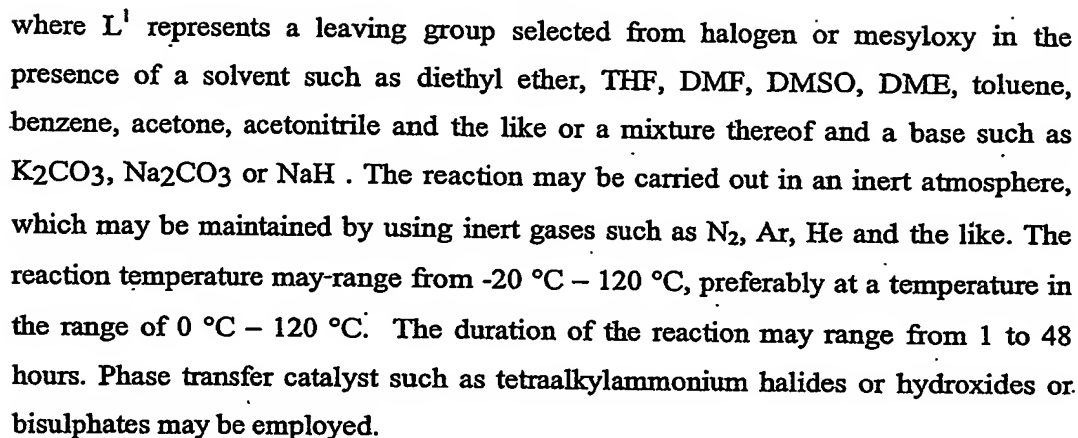 where L¹ represents a leaving group selected from halogen or mesyloxy in the
presence of a solvent such as diethyl ether, THF, DMF, DMSO, DME, toluene,
benzene, acetone, acetonitrile and the like or a mixture thereof and a base such as
K2CO3, Na2CO3 or NaH . The reaction may be carried out in an inert atmosphere,
which may be maintained by using inert gases such as N₂, Ar, He and the like. The
reaction temperature may-range from -20 °C – 120 °C, preferably at a temperature in
the range of 0 °C – 120 °C. The duration of the reaction may range from 1 to 48
hours. Phase transfer catalyst such as tetraalkylammonium halides or hydroxides or
bisulphates may be employed.